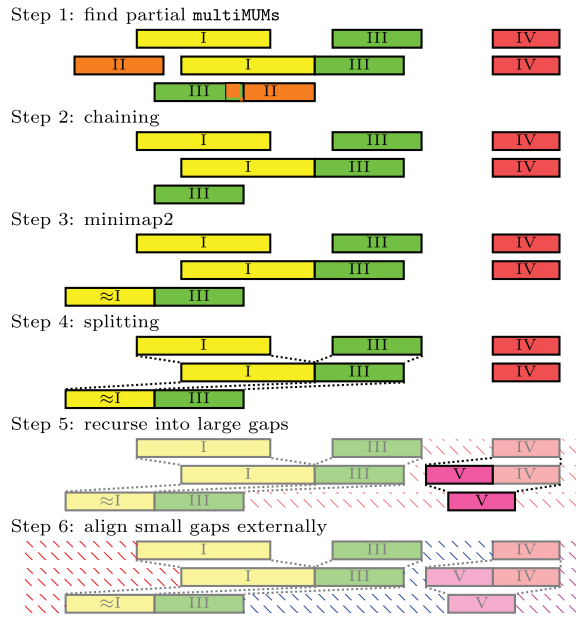 Step 1: find partial multiMUMs
I III IV
II I III IV
III II
Step 2: chaining
I III IV
I III IV
III
Step 3: minimap2
I III IV
I III IV
≈I III
Step 4: splitting
I III IV
I III IV
≈I III
Step 5: recurse into large gaps
I III IV
I III V IV
≈I III V
Step 6: align small gaps externally
I III IV
I III V IV
≈I III V